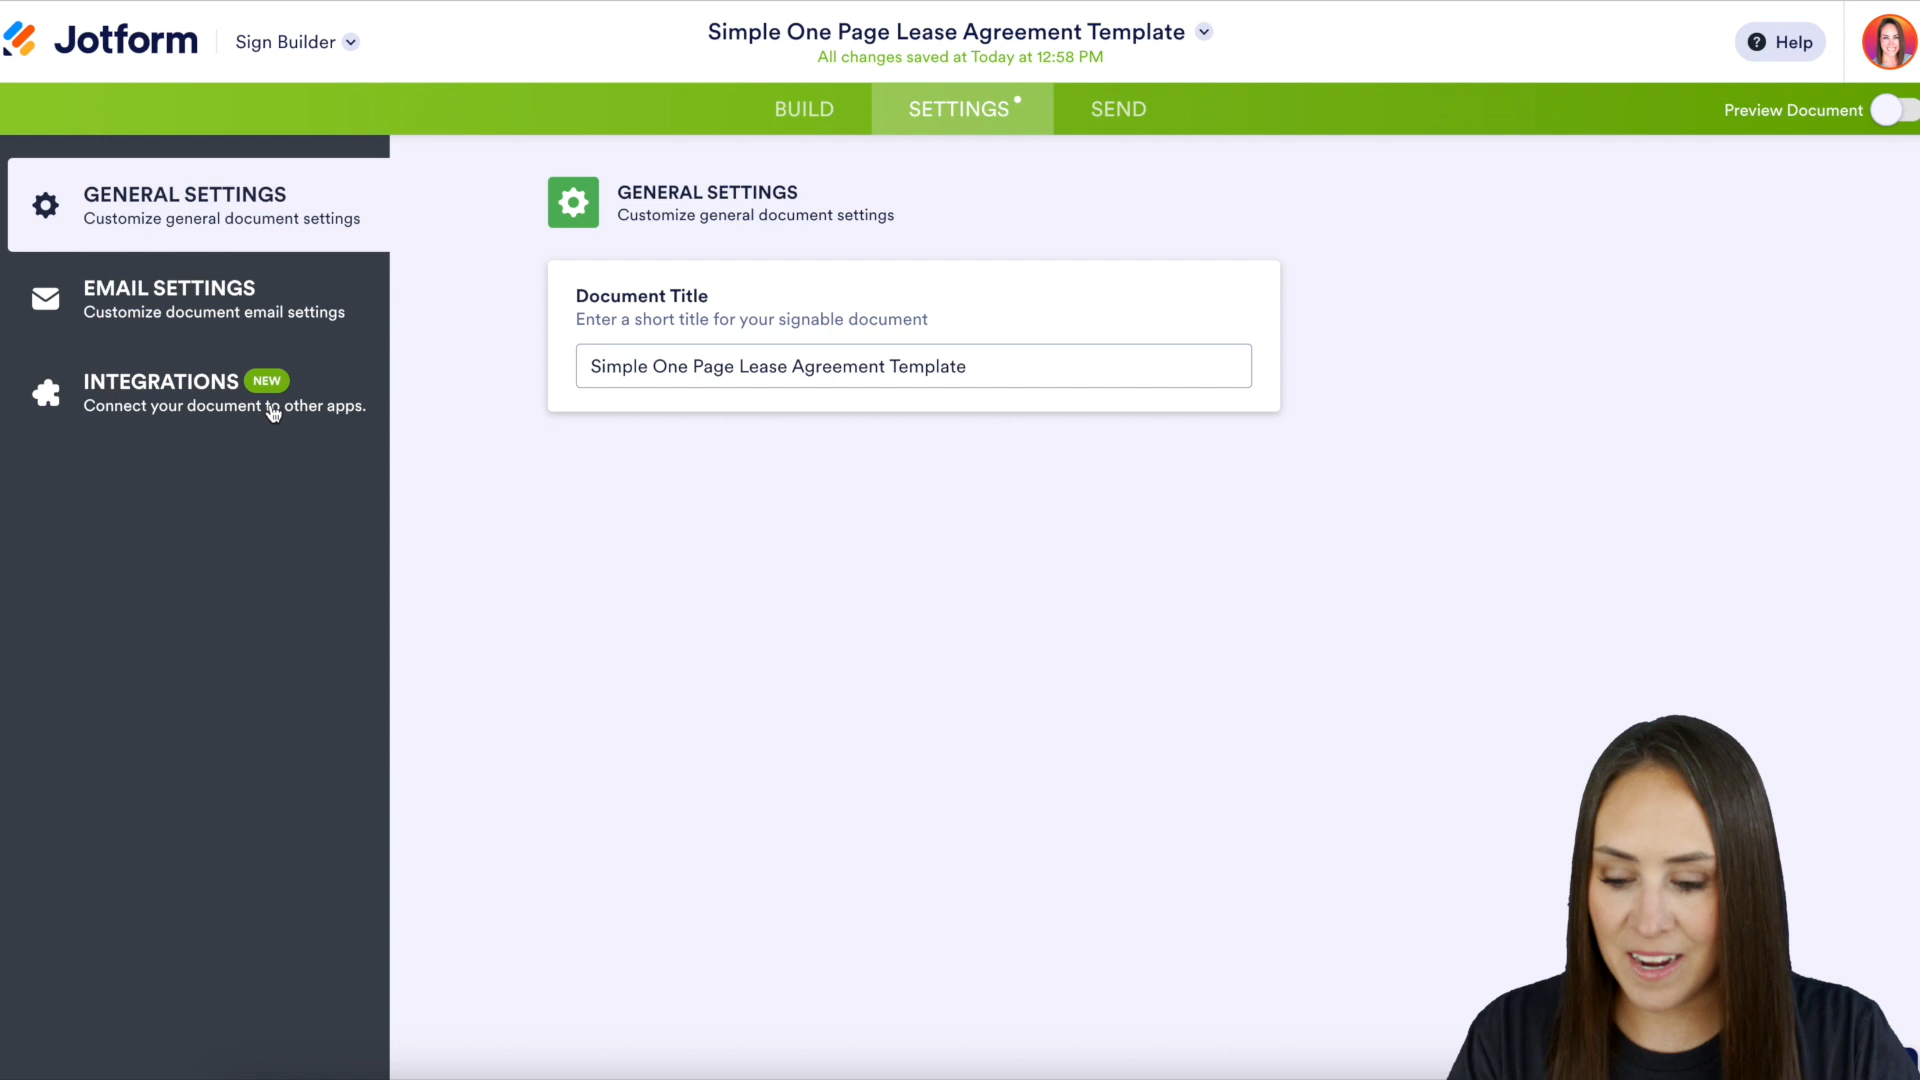 Jotform
Sign Builder
Simple One Page Lease Agreement Template
All changes saved at Today at 12:58 PM
? Help
BUILD
SETTINGS
SEND
Preview Document
GENERAL SETTINGS
Customize general document settings
EMAIL SETTINGS
Customize document email settings
INTEGRATIONS NEW
Connect your document to other apps.
GENERAL SETTINGS
Customize general document settings
Document Title
Enter a short title for your signable document
Simple One Page Lease Agreement Template